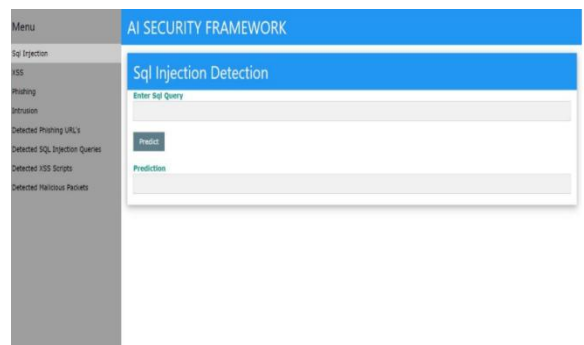 Menu
Sql Injection
XSS
Phishing
Intrusion
Detected Phishing URL's
Detected SQL Injection Queries
Detected XSS Scripts
Detected Malicious Packets
AI SECURITY FRAMEWORK
Sql Injection Detection
Enter Sql Query
Predict
Prediction